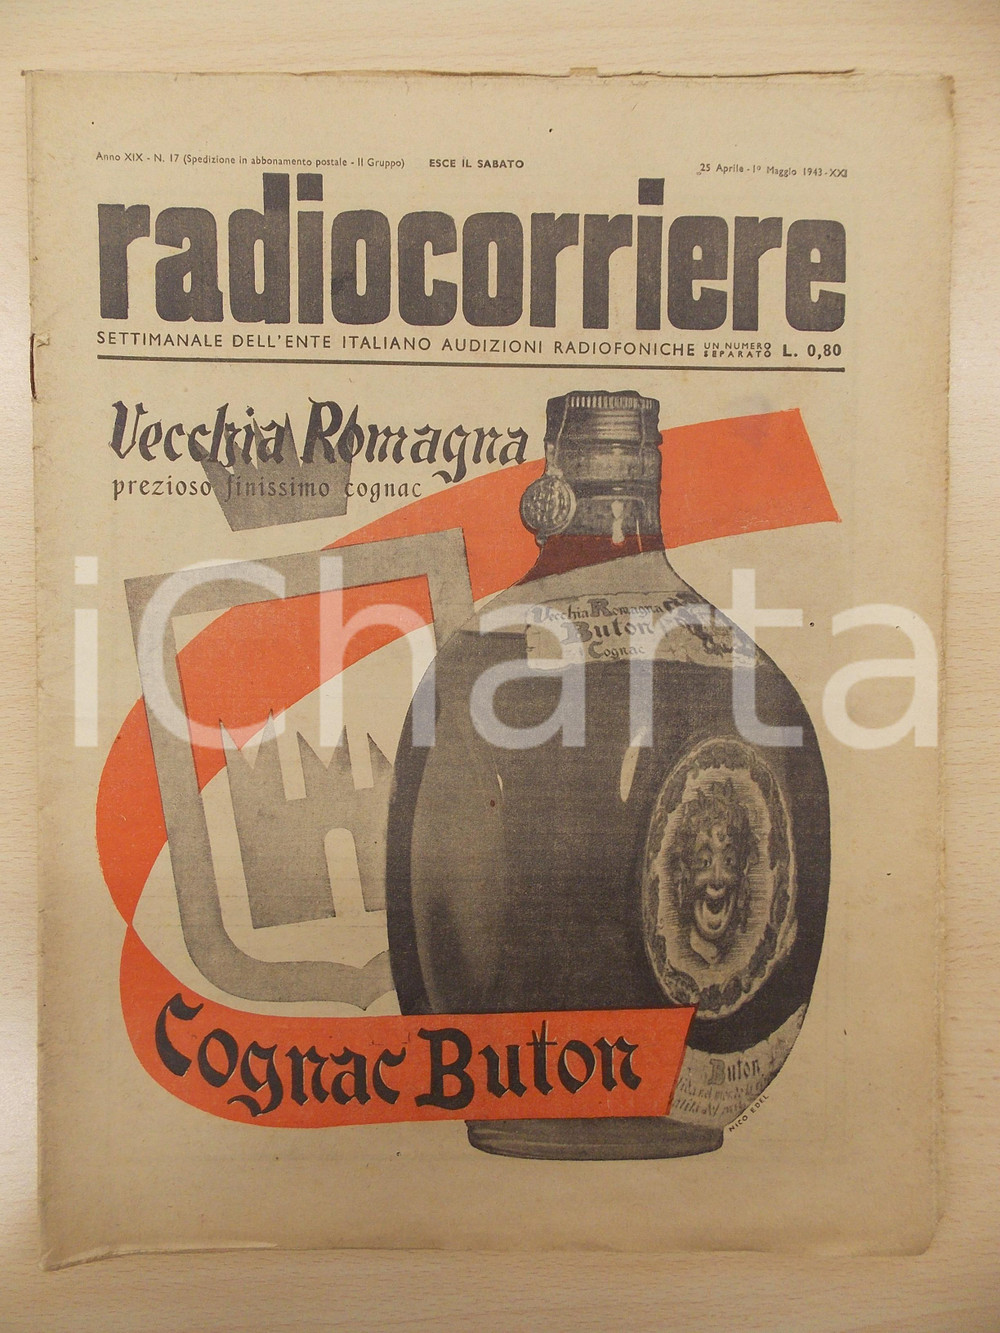 Anno XIX - N. 17 (Spedizione in abbonamento postale - II Gruppo) ESCE IL SABATO 25 Aprile - 1º Maggio 1943 - XXI
radiocorriere
SETTIMANALE DELL'ENTE ITALIANO AUDIZIONI RADIOFONICHE UN NUMERO SEPARATO L. 0,80
Vecchia Romagna
prezioso finissimo cognac
Vecchia Romagna
Buton
Cognac
iCharta
Cognac Buton
Buton
NICO EDEL